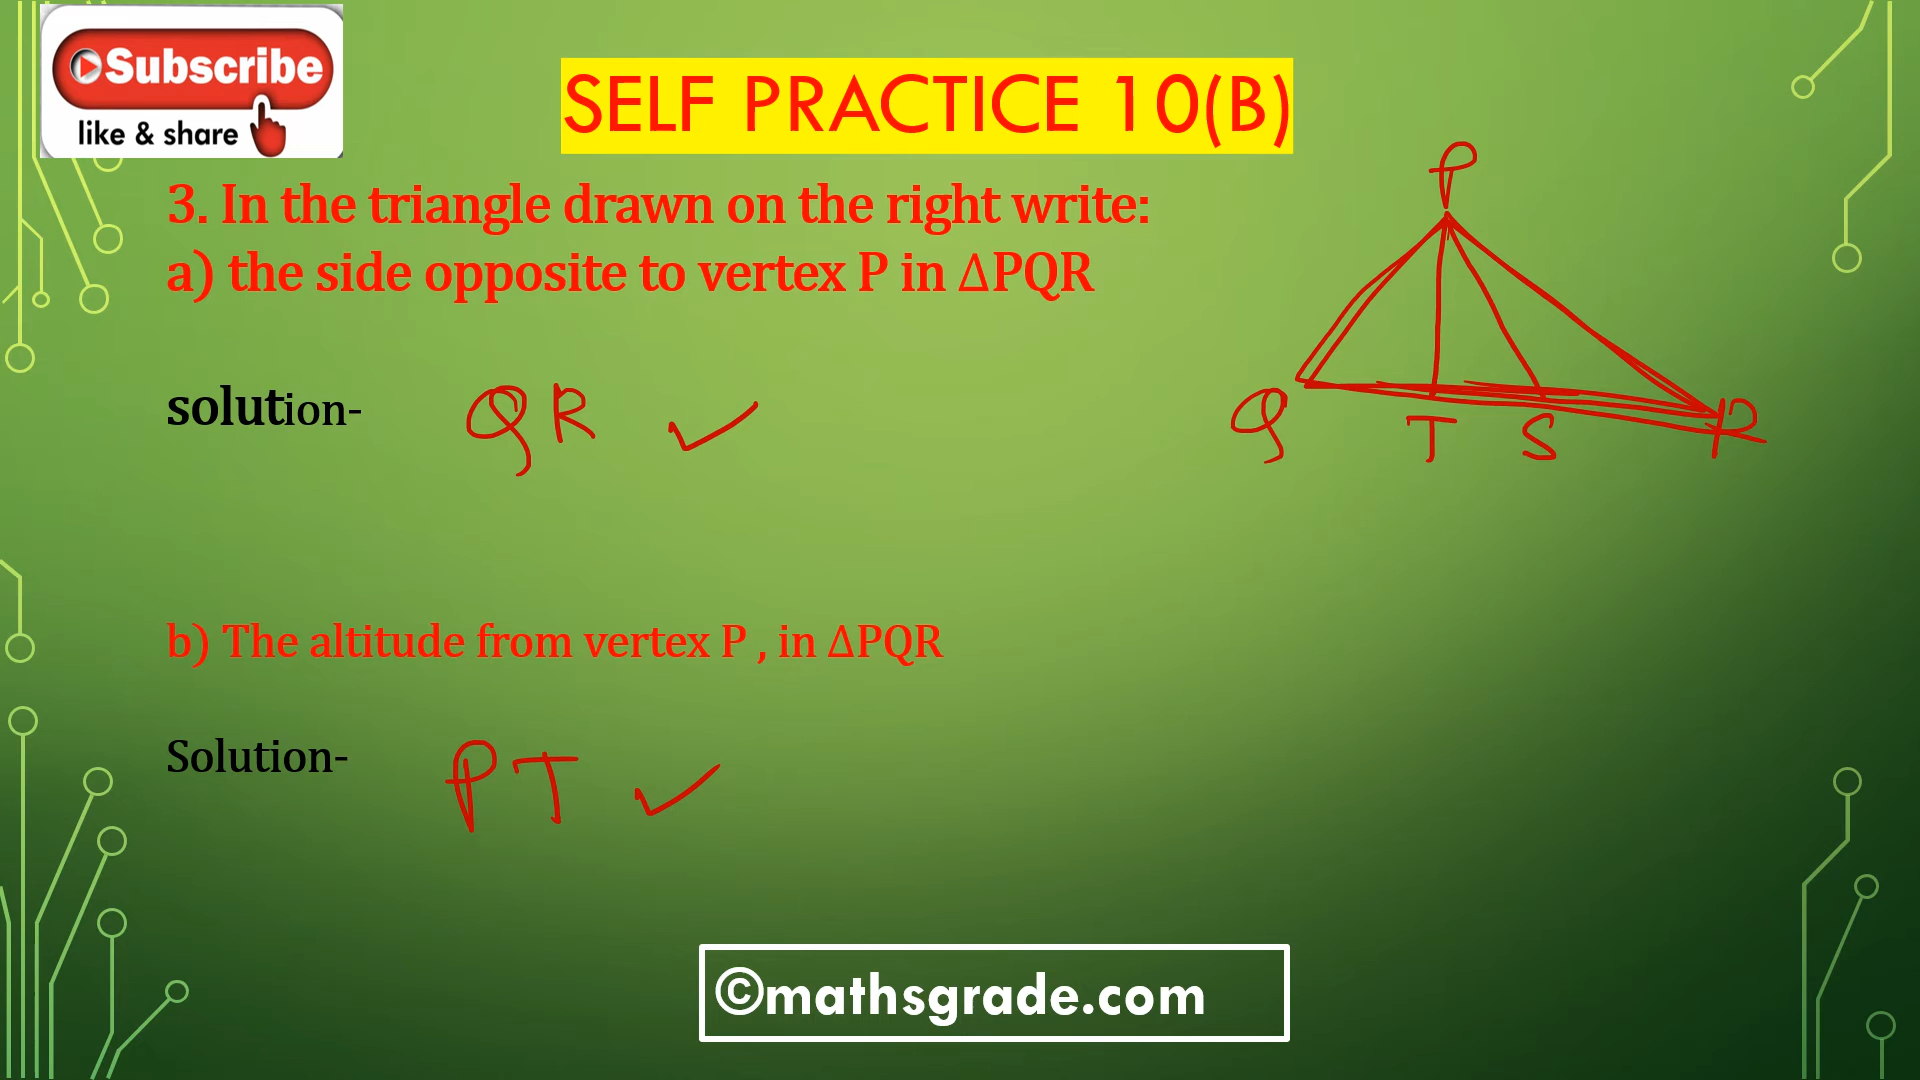 Subscribe
like & share
SELF PRACTICE 10(B)
3. In the triangle drawn on the right write:
a) the side opposite to vertex P in ΔPQR
P
Q
T
S
R
solution-
QR ✓
b) The altitude from vertex P , in ΔPQR
Solution-
PT ✓
©mathsgrade.com